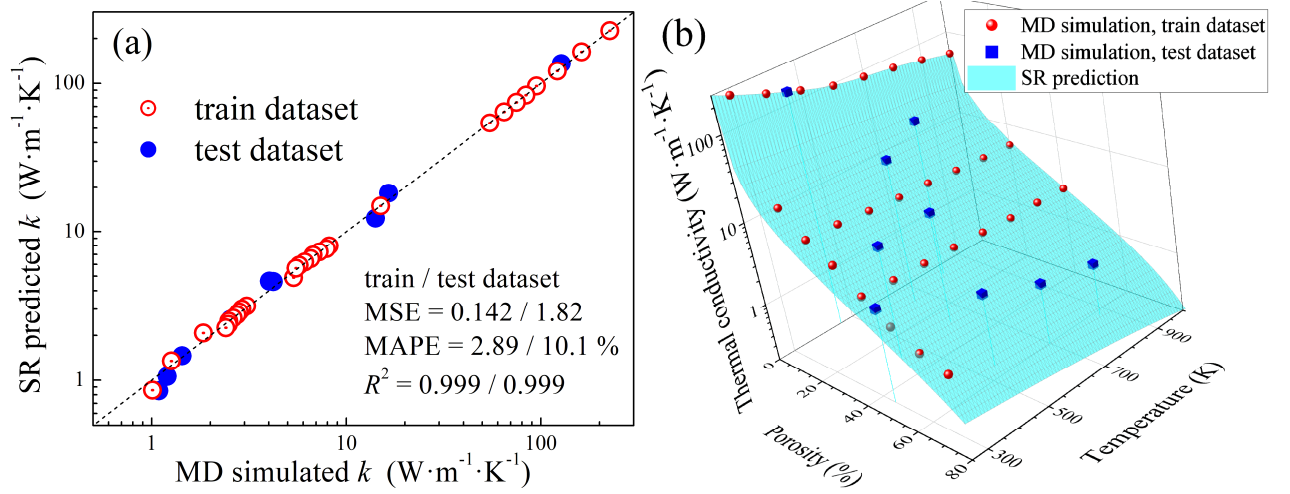 (a)
train dataset
test dataset
train / test dataset
MSE = 0.142 / 1.82
MAPE = 2.89 / 10.1 %
R² = 0.999 / 0.999
SR predicted k (W·m⁻¹·K⁻¹)
100
10
1
1
10
100
MD simulated k (W·m⁻¹·K⁻¹)
(b)
MD simulation, train dataset
MD simulation, test dataset
SR prediction
Thermal conductivity (W·m⁻¹·K⁻¹)
100
10
1
0
20
40
60
80
Porosity (%)
300
500
700
900
Temperature (K)